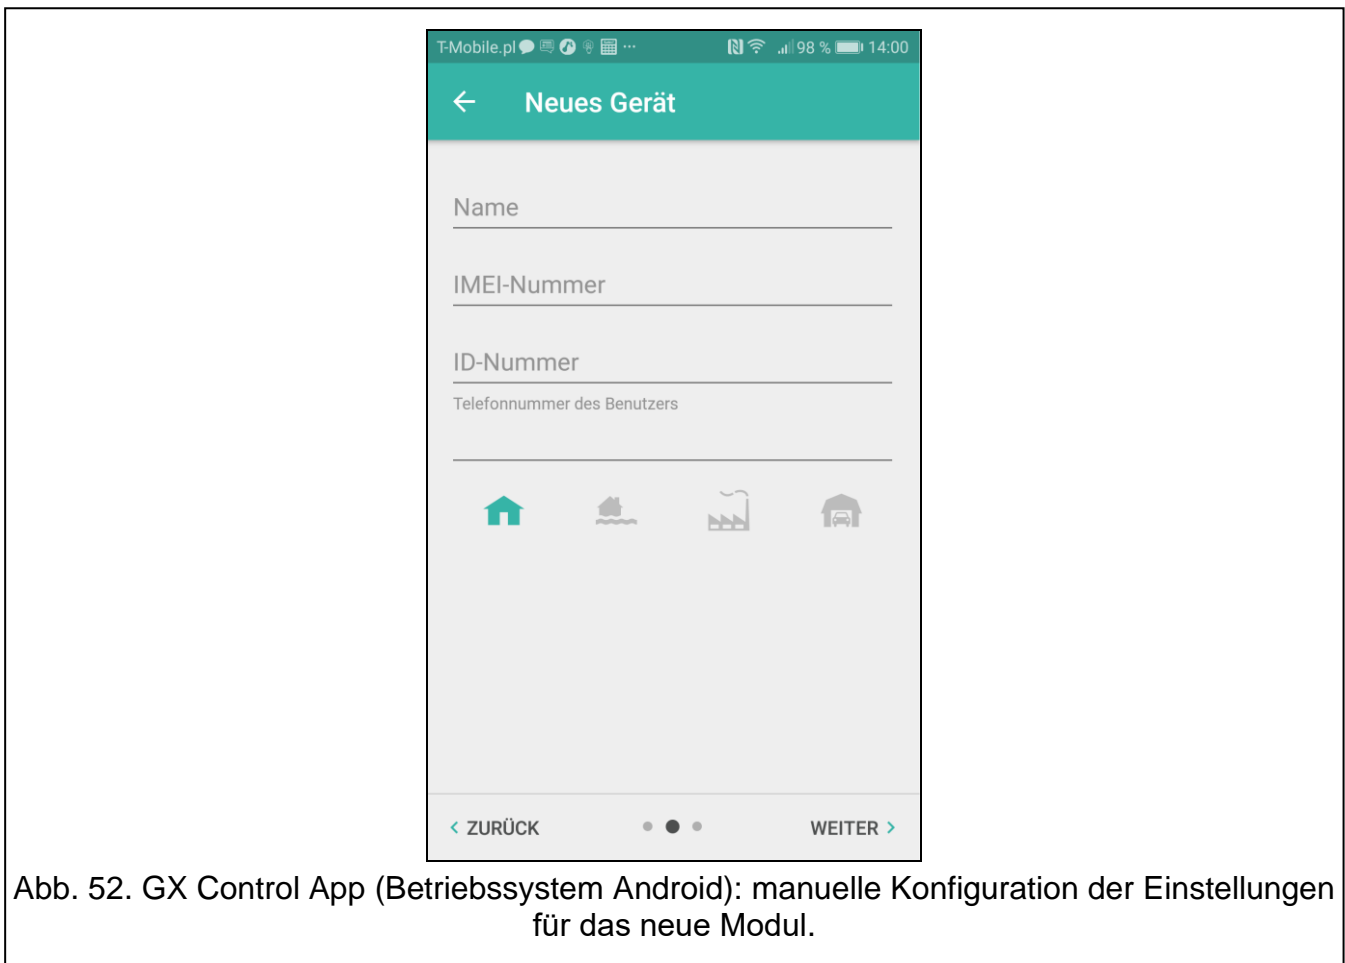 T-Mobile.pl ... 98 % 14:00
Neues Gerät
Name
IMEI-Nummer
ID-Nummer
Telefonnummer des Benutzers
< ZURÜCK WEITER >
Abb. 52. GX Control App (Betriebssystem Android): manuelle Konfiguration der Einstellungen
für das neue Modul.